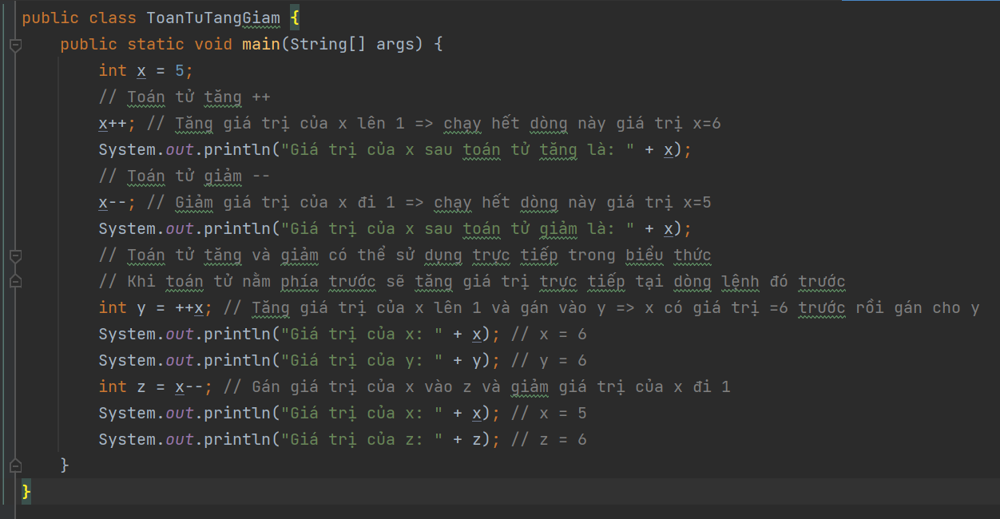 public class ToanTuTangGiam {
    public static void main(String[] args) {
        int x = 5;
        // Toán tử tăng ++
        x++; // Tăng giá trị của x lên 1 => chạy hết dòng này giá trị x=6
        System.out.println("Giá trị của x sau toán tử tăng là: " + x);
        // Toán tử giảm --
        x--; // Giảm giá trị của x đi 1 => chạy hết dòng này giá trị x=5
        System.out.println("Giá trị của x sau toán tử giảm là: " + x);
        // Toán tử tăng và giảm có thể sử dụng trực tiếp trong biểu thức
        // Khi toán tử nằm phía trước sẽ tăng giá trị trực tiếp tại dòng lệnh đó trước
        int y = ++x; // Tăng giá trị của x lên 1 và gán vào y => x có giá trị =6 trước rồi gán cho y
        System.out.println("Giá trị của x: " + x); // x = 6
        System.out.println("Giá trị của y: " + y); // y = 6
        int z = x--; // Gán giá trị của x vào z và giảm giá trị của x đi 1
        System.out.println("Giá trị của x: " + x); // x = 5
        System.out.println("Giá trị của z: " + z); // z = 6
    }
}